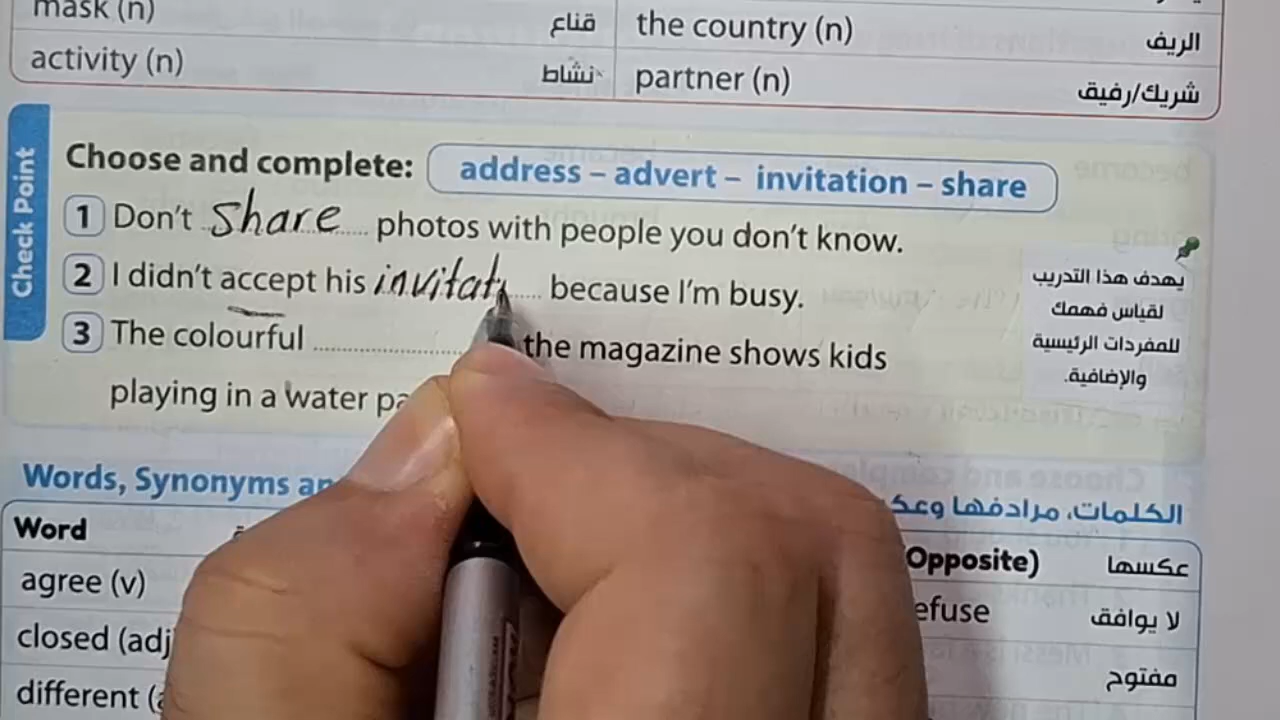 mask (n) قناع the country (n) الريف
activity (n) نشاط partner (n) شريك/رفيق
Check Point
Choose and complete: address – advert – invitation – share
1 Don't share photos with people you don't know.
2 I didn't accept his invitat because I'm busy.
3 The colourful the magazine shows kids
playing in a water pa
يهدف هذا التدريب
لقياس فهمك
للمفردات الرئيسية
والإضافية.
Words, Synonyms an الكلمات، مرادفها وعك
Word Opposite) عكسها
agree (v) efuse لا يوافق
closed (adj مفتوح
different (a